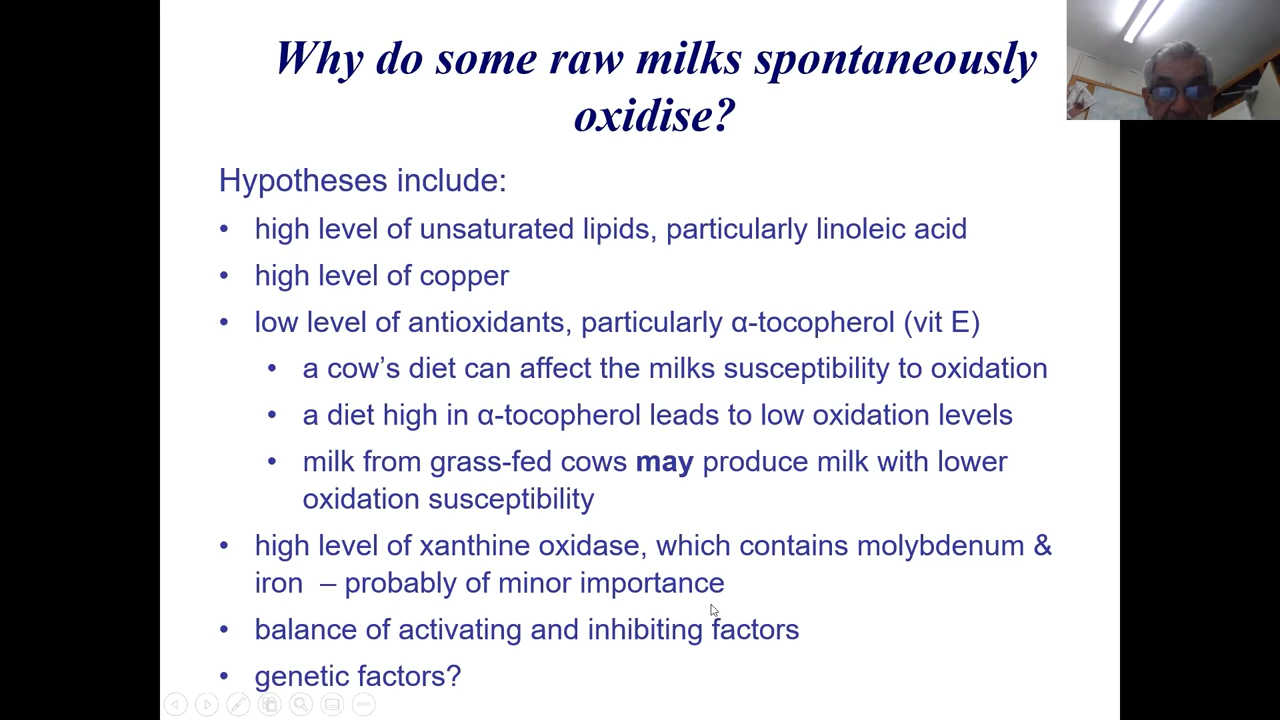 Why do some raw milks spontaneously
oxidise?
Hypotheses include:
• high level of unsaturated lipids, particularly linoleic acid
• high level of copper
• low level of antioxidants, particularly α-tocopherol (vit E)
• a cow's diet can affect the milks susceptibility to oxidation
• a diet high in α-tocopherol leads to low oxidation levels
• milk from grass-fed cows may produce milk with lower
oxidation susceptibility
• high level of xanthine oxidase, which contains molybdenum &
iron – probably of minor importance
• balance of activating and inhibiting factors
• genetic factors?